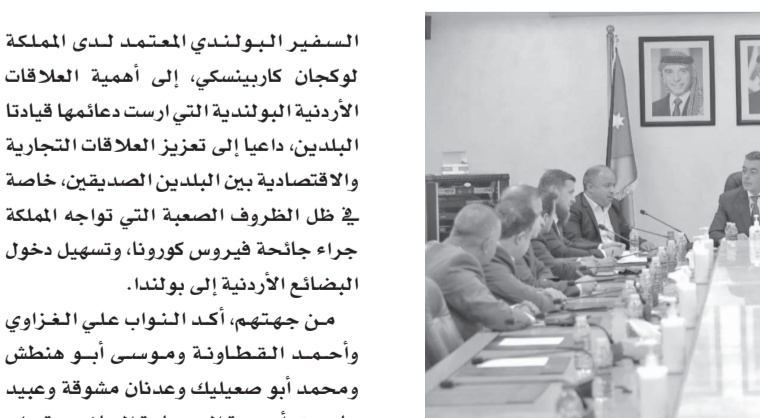 السفير البولندي المعتمد لدى المملكة
لوكجان كاربينسكي، إلى أهمية العلاقات
الأردنية البولندية التي ارست دعائمها قيادتا
البلدين، داعيا إلى تعزيز العلاقات التجارية
والاقتصادية بين البلدين الصديقين، خاصة
في ظل الظروف الصعبة التي تواجه المملكة
جراء جائحة فيروس كورونا، وتسهيل دخول
البضائع الأردنية إلى بولندا.
من جهتهم، أكد النواب علي الغزاوي
وأحمد القطاونة وموسى أبو هنطش
ومحمد أبو صعيليك وعدنان مشوقة وعبيد